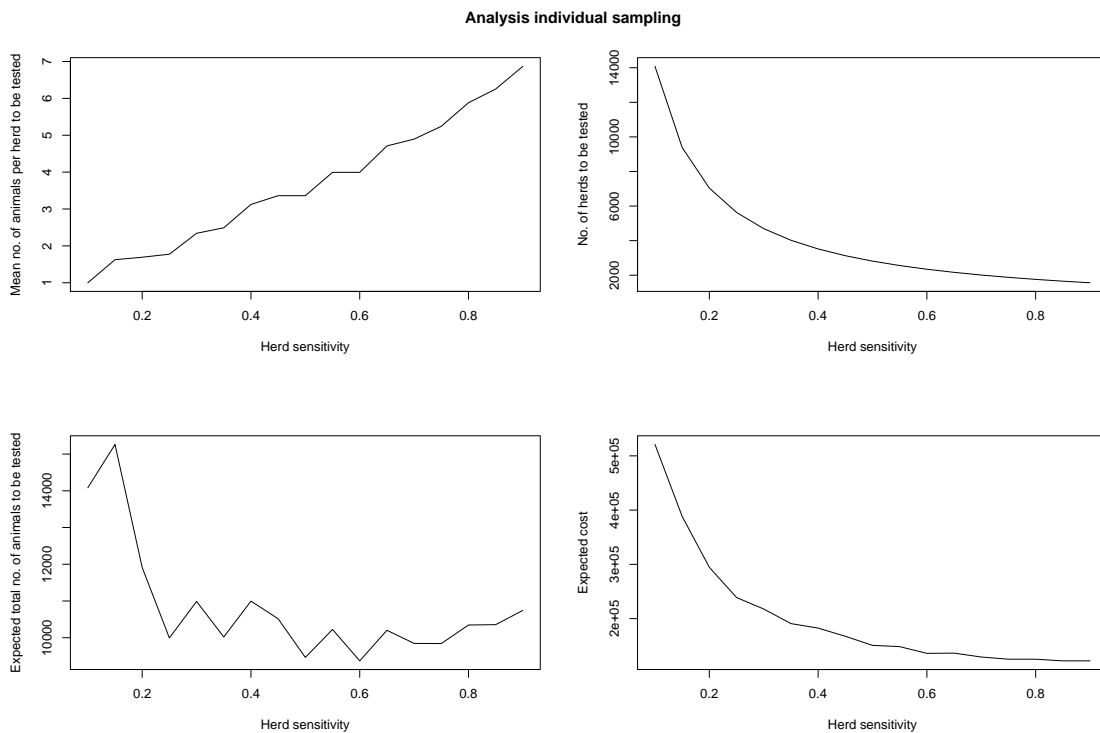 Analysis individual sampling
Mean no. of animals per herd to be tested
7
6
5
4
3
2
1
0.2 0.4 0.6 0.8
Herd sensitivity
No. of herds to be tested
14000
10000
6000
2000
0.2 0.4 0.6 0.8
Herd sensitivity
Expected total no. of animals to be tested
14000
12000
10000
0.2 0.4 0.6 0.8
Herd sensitivity
Expected cost
5e+05
4e+05
3e+05
2e+05
0.2 0.4 0.6 0.8
Herd sensitivity